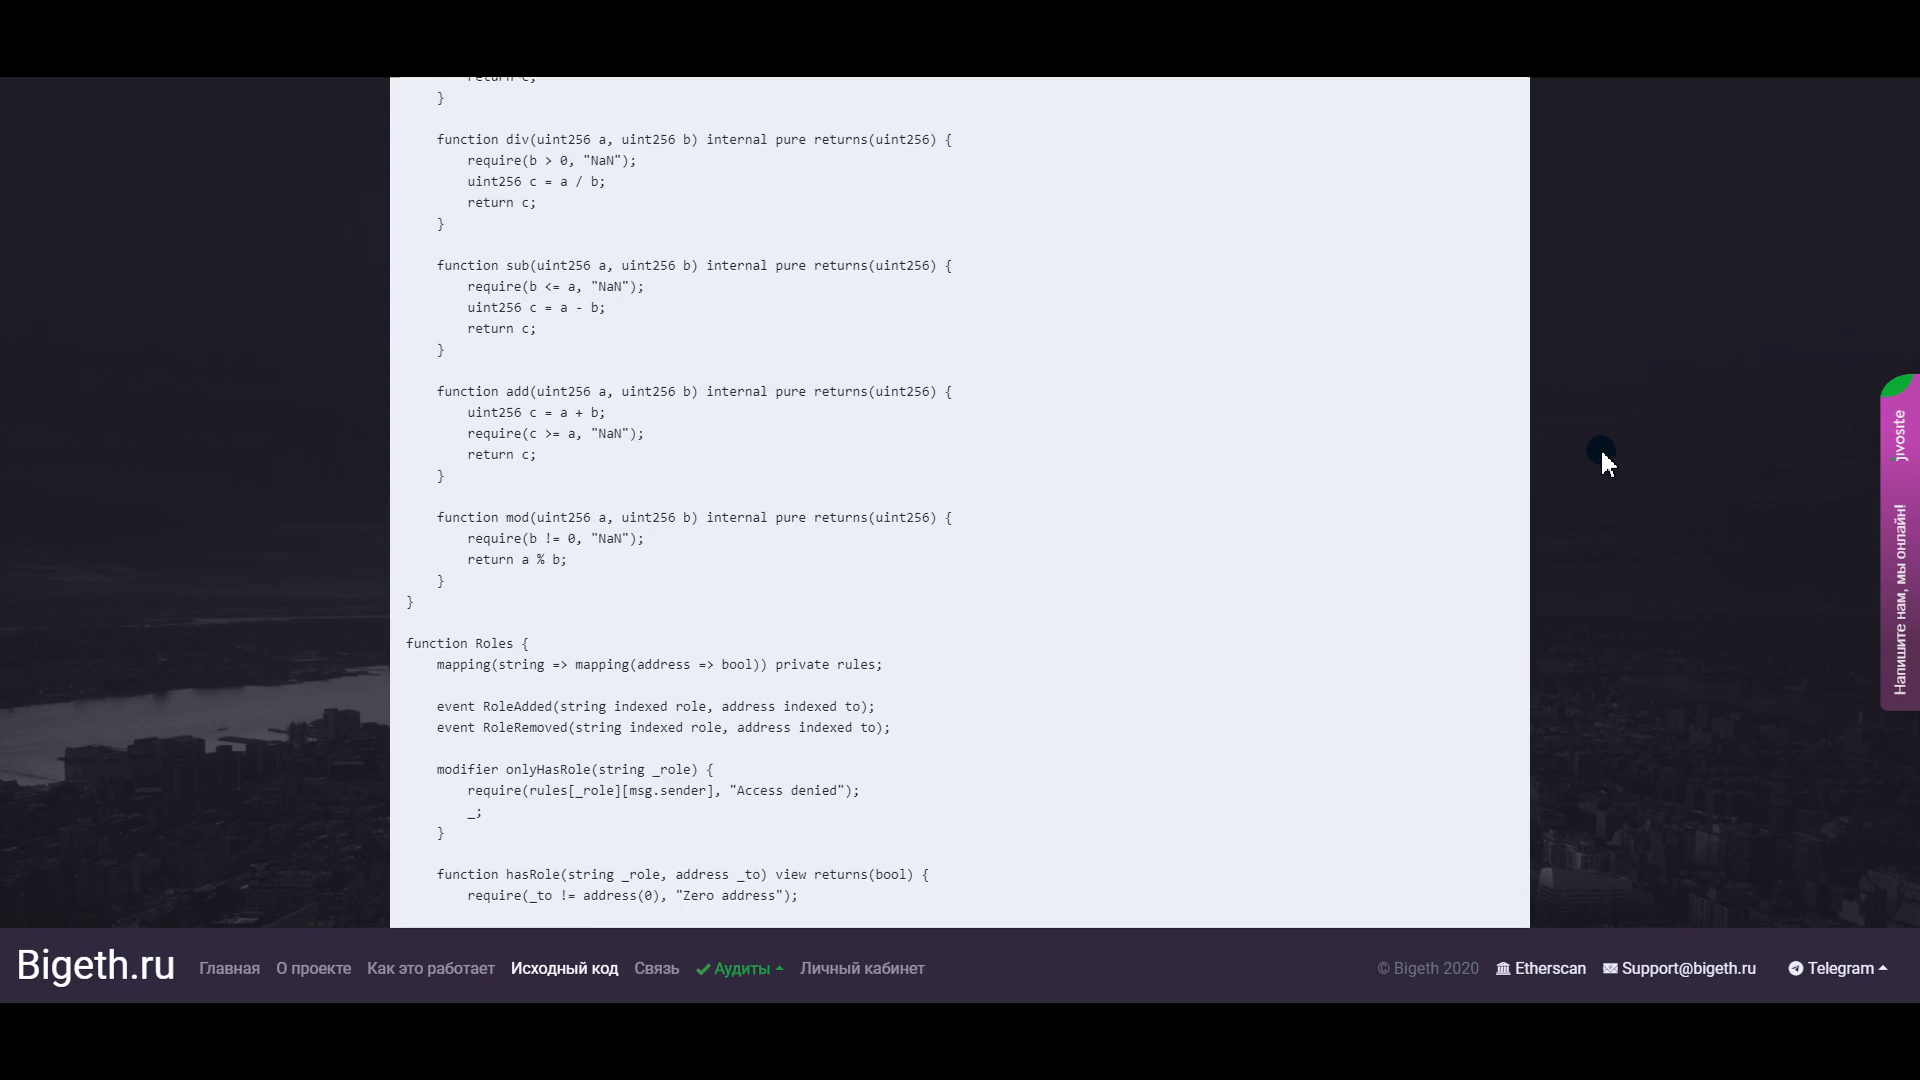 return c;
}
function div(uint256 a, uint256 b) internal pure returns(uint256) {
require(b > 0, "NaN");
uint256 c = a / b;
return c;
}
function sub(uint256 a, uint256 b) internal pure returns(uint256) {
require(b <= a, "NaN");
uint256 c = a - b;
return c;
}
function add(uint256 a, uint256 b) internal pure returns(uint256) {
uint256 c = a + b;
require(c >= a, "NaN");
return c;
}
function mod(uint256 a, uint256 b) internal pure returns(uint256) {
require(b != 0, "NaN");
return a % b;
}
}
function Roles {
mapping(string => mapping(address => bool)) private rules;
event RoleAdded(string indexed role, address indexed to);
event RoleRemoved(string indexed role, address indexed to);
modifier onlyHasRole(string _role) {
require(rules[_role][msg.sender], "Access denied");
_;
}
function hasRole(string _role, address _to) view returns(bool) {
require(_to != address(0), "Zero address");
Напишите нам, мы онлайн! jivosite
Bigeth.ru Главная О проекте Как это работает Исходный код Связь Аудиты Личный кабинет © Bigeth 2020 Etherscan Support@bigeth.ru Telegram